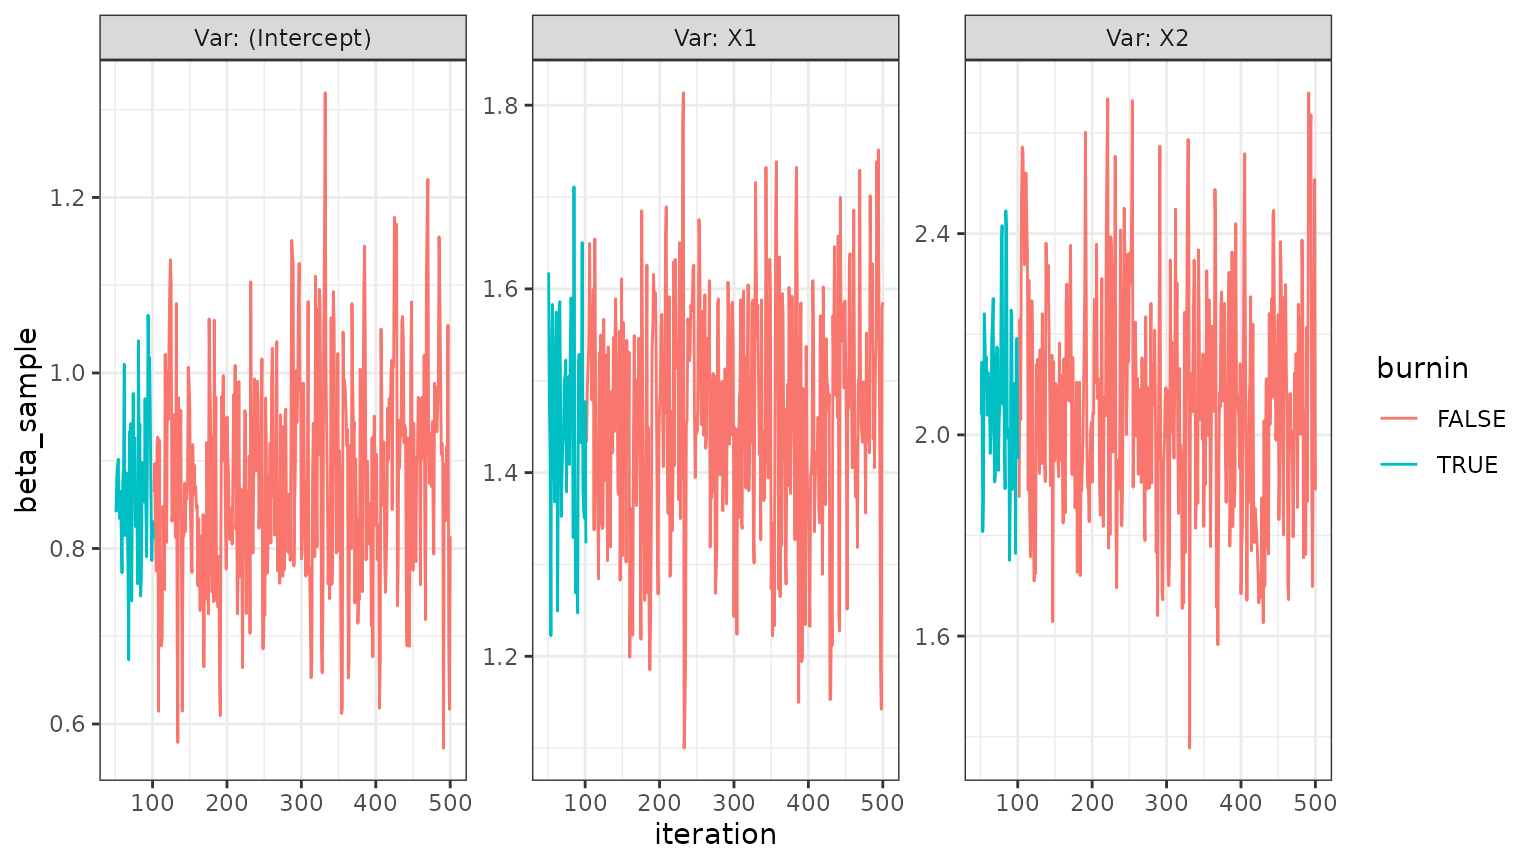 Var: (Intercept)
Var: X1
Var: X2
beta_sample
1.2
1.0
0.8
0.6
1.8
1.6
1.4
1.2
2.4
2.0
1.6
100 200 300 400 500
100 200 300 400 500
100 200 300 400 500
iteration
burnin
FALSE
TRUE